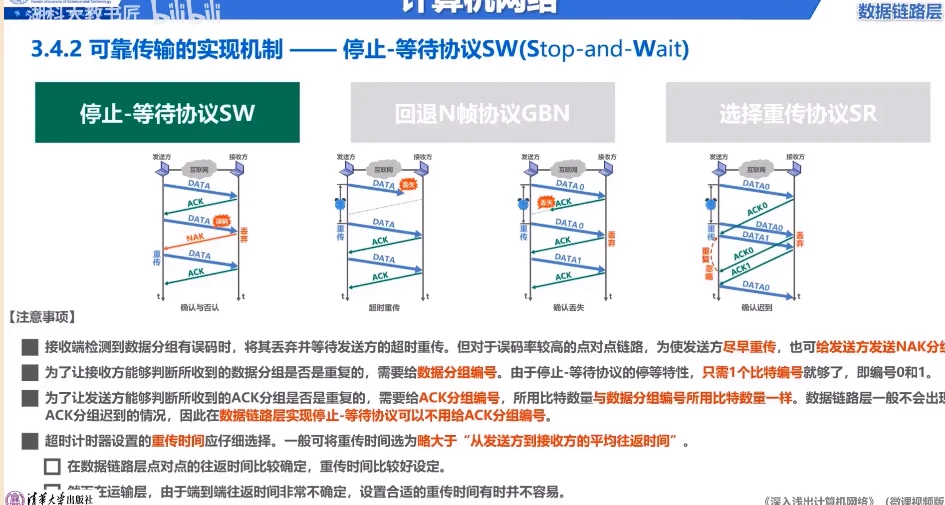 湖科大教书匠
计算机网络
数据链路层
3.4.2 可靠传输的实现机制 —— 停止-等待协议SW(Stop-and-Wait)
停止-等待协议SW
回退N帧协议GBN
选择重传协议SR
发送方 接收方
互联网
DATA
ACK
DATA 误码
NAK
丢弃
重传
DATA
ACK
t t
确认与否认
发送方 接收方
互联网
DATA 丢失
重传
DATA
ACK
DATA
ACK
t t
超时重传
发送方 接收方
互联网
DATA 0
丢失 ACK
重传
DATA 0
丢弃
ACK
DATA1
ACK
t t
确认丢失
发送方 接收方
互联网
DATA0
ACK0
重传
DATA0
丢弃
DATA1
重复 忽略
ACK0
ACK1
DATA0
t t
确认迟到
【注意事项】
接收端检测到数据分组有误码时，将其丢弃并等待发送方的超时重传。但对于误码率较高的点对点链路，为使发送方尽早重传，也可给发送方发送NAK分组
为了让接收方能够判断所收到的数据分组是否是重复的，需要给数据分组编号。由于停止-等待协议的停等特性，只需1个比特编号就够了，即编号0和1。
为了让发送方能够判断所收到的ACK分组是否是重复的，需要给ACK分组编号，所用比特数量与数据分组编号所用比特数量一样。数据链路层一般不会出现
ACK分组迟到的情况，因此在数据链路层实现停止-等待协议可以不用给ACK分组编号。
超时计时器设置的重传时间应仔细选择。一般可将重传时间选为略大于“从发送方到接收方的平均往返时间”。
在数据链路层点对点的往返时间比较确定，重传时间比较好设定。
然而在运输层，由于端到端往返时间非常不确定，设置合适的重传时间有时并不容易。
清华大学出版社
《深入浅出计算机网络》（微课视频版